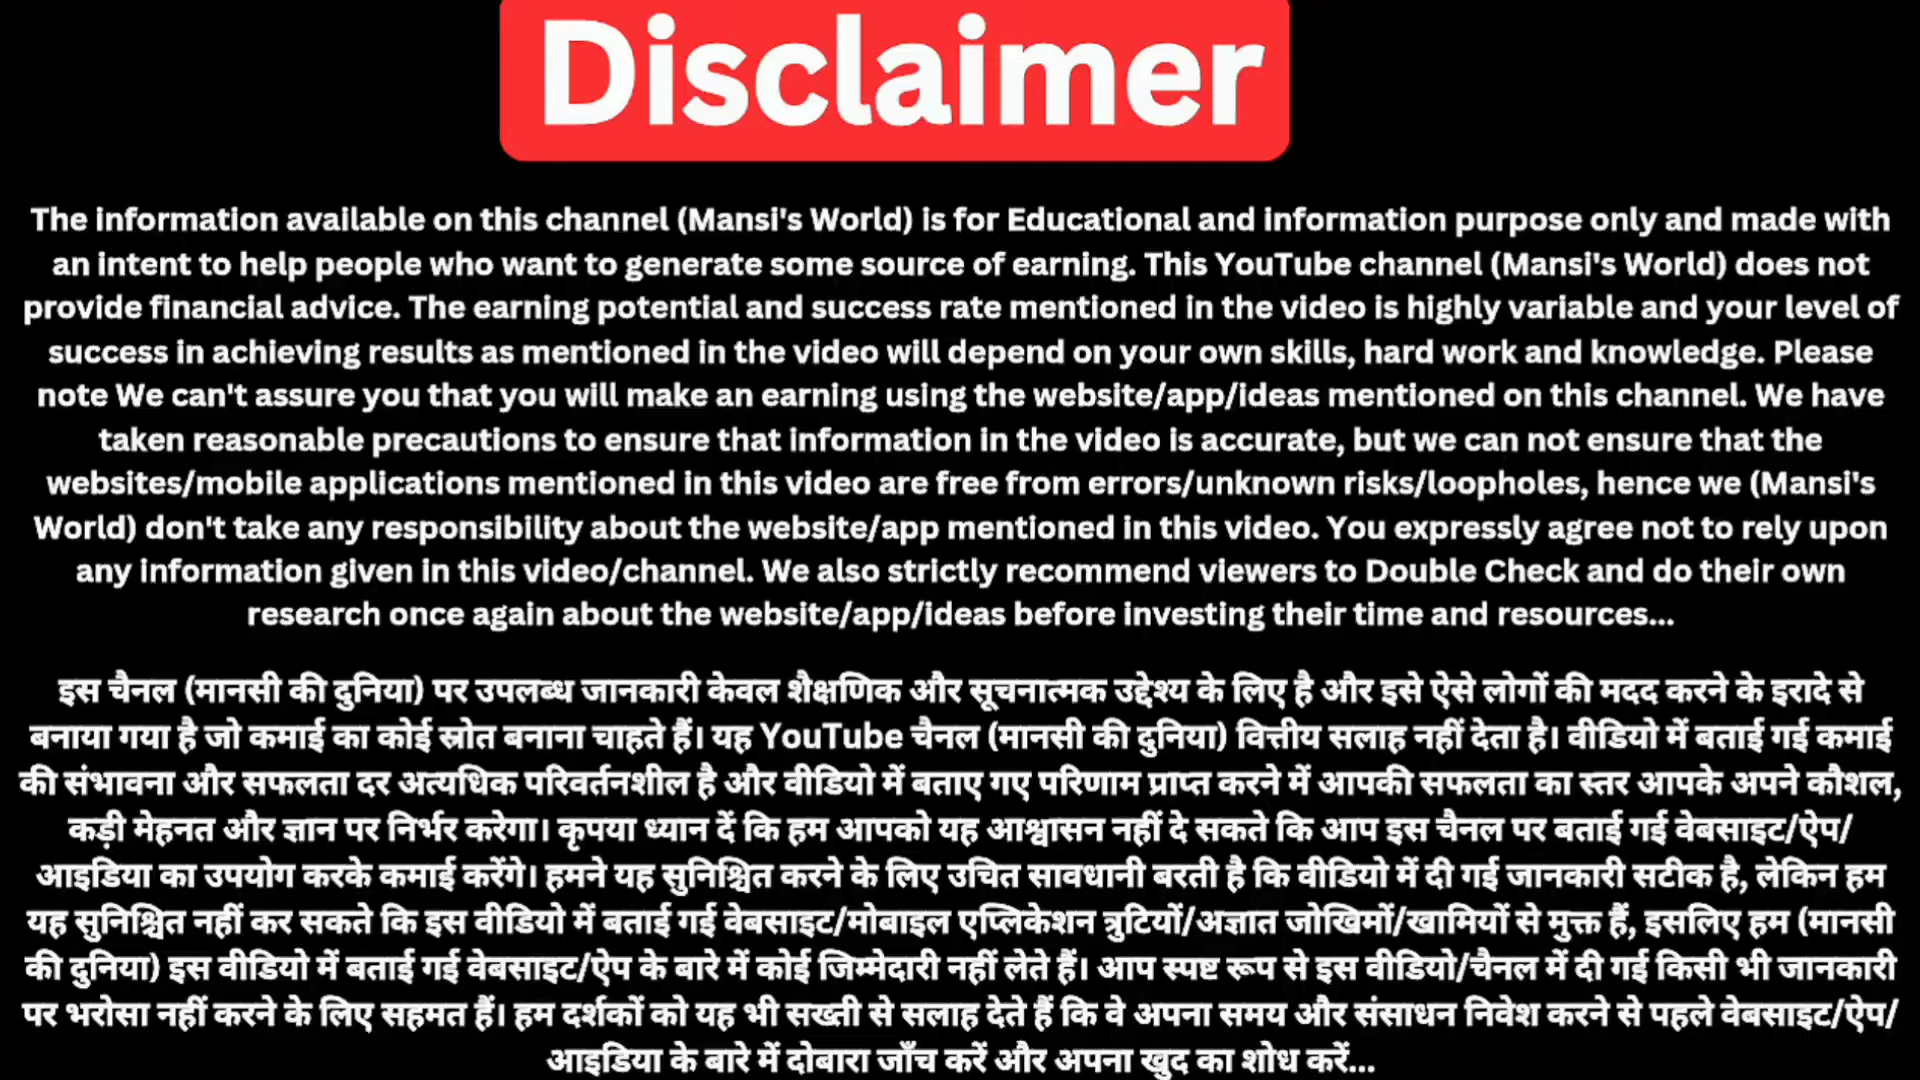 Disclaimer
The information available on this channel (Mansi's World) is for Educational and information purpose only and made with
an intent to help people who want to generate some source of earning. This YouTube channel (Mansi's World) does not
provide financial advice. The earning potential and success rate mentioned in the video is highly variable and your level of
success in achieving results as mentioned in the video will depend on your own skills, hard work and knowledge. Please
note We can't assure you that you will make an earning using the website/app/ideas mentioned on this channel. We have
taken reasonable precautions to ensure that information in the video is accurate, but we can not ensure that the
websites/mobile applications mentioned in this video are free from errors/unknown risks/loopholes, hence we (Mansi's
World) don't take any responsibility about the website/app mentioned in this video. You expressly agree not to rely upon
any information given in this video/channel. We also strictly recommend viewers to Double Check and do their own
research once again about the website/app/ideas before investing their time and resources...
इस चैनल (मानसी की दुनिया) पर उपलब्ध जानकारी केवल शैक्षणिक और सूचनात्मक उद्देश्य के लिए है और इसे ऐसे लोगों की मदद करने के इरादे से
बनाया गया है जो कमाई का कोई स्रोत बनाना चाहते हैं। यह YouTube चैनल (मानसी की दुनिया) वित्तीय सलाह नहीं देता है। वीडियो में बताई गई कमाई
की संभावना और सफलता दर अत्यधिक परिवर्तनशील है और वीडियो में बताए गए परिणाम प्राप्त करने में आपकी सफलता का स्तर आपके अपने कौशल,
कड़ी मेहनत और ज्ञान पर निर्भर करेगा। कृपया ध्यान दें कि हम आपको यह आश्वासन नहीं दे सकते कि आप इस चैनल पर बताई गई वेबसाइट/ऐप/
आइडिया का उपयोग करके कमाई करेंगे। हमने यह सुनिश्चित करने के लिए उचित सावधानी बरती है कि वीडियो में दी गई जानकारी सटीक है, लेकिन हम
यह सुनिश्चित नहीं कर सकते कि इस वीडियो में बताई गई वेबसाइट/मोबाइल एप्लिकेशन त्रुटियों/अज्ञात जोखिमों/खामियों से मुक्त हैं, इसलिए हम (मानसी
की दुनिया) इस वीडियो में बताई गई वेबसाइट/ऐप के बारे में कोई जिम्मेदारी नहीं लेते हैं। आप स्पष्ट रूप से इस वीडियो/चैनल में दी गई किसी भी जानकारी
पर भरोसा नहीं करने के लिए सहमत हैं। हम दर्शकों को यह भी सख्ती से सलाह देते हैं कि वे अपना समय और संसाधन निवेश करने से पहले वेबसाइट/ऐप/
आइडिया के बारे में दोबारा जाँच करें और अपना खुद का शोध करें...